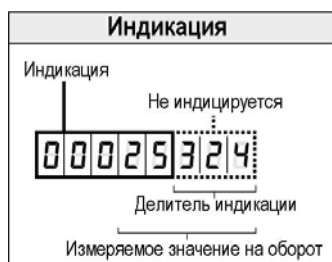 Индикация
Индикация
Не индицируется
00025324
Делитель индикации
Измеряемое значение на оборот